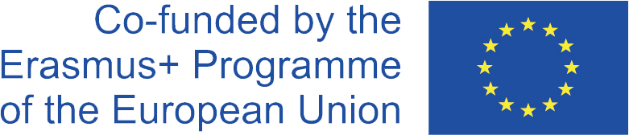 Co-funded by the
Erasmus+ Programme
of the European Union